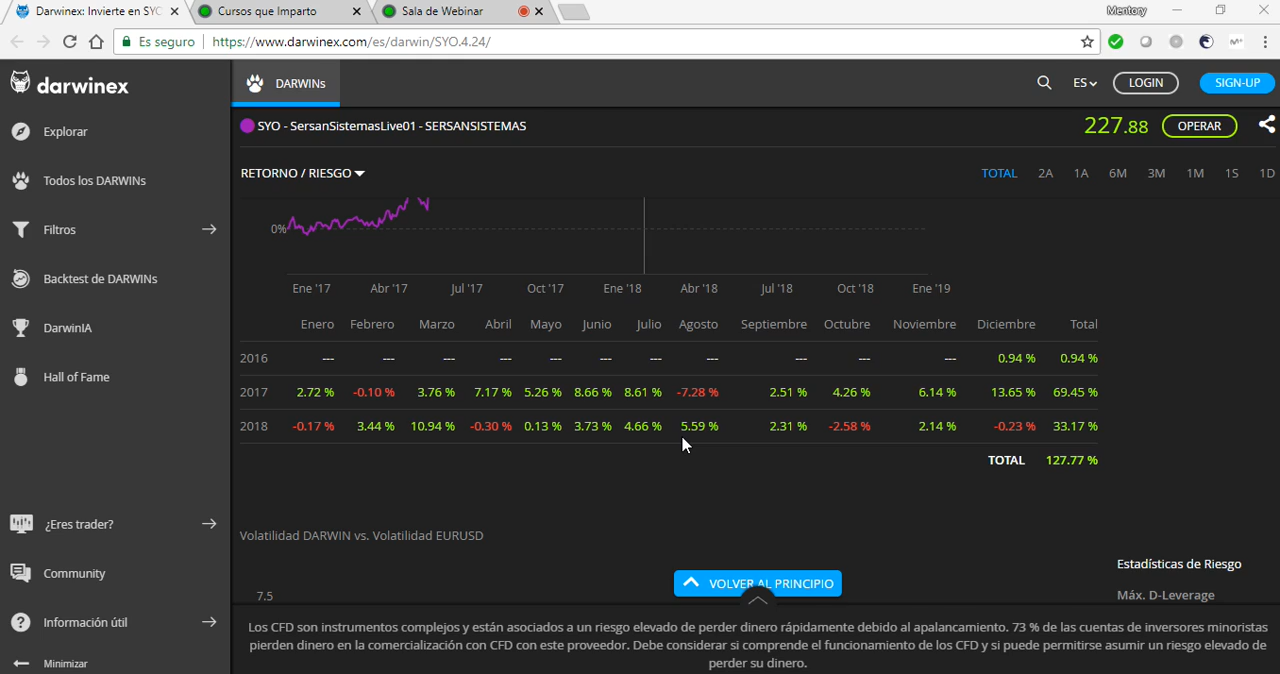 Darwinex: Invierte en SYO
Cursos que Imparto
Sala de Webinar
Mentory
Es seguro
https://www.darwinex.com/es/darwin/SYO.4.24/
darwinex
DARWINs
ES
LOGIN
SIGN-UP
Explorar
Todos los DARWINs
Filtros
Backtest de DARWINs
DarwinIA
Hall of Fame
¿Eres trader?
Community
Información útil
Minimizar
SYO - SersanSistemasLive01 - SERSANSISTEMAS
227.88
OPERAR
RETORNO / RIESGO
TOTAL 2A 1A 6M 3M 1M 1S 1D
0%
Ene '17 Abr '17 Jul '17 Oct '17 Ene '18 Abr '18 Jul '18 Oct '18 Ene '19
Enero Febrero Marzo Abril Mayo Junio Julio Agosto Septiembre Octubre Noviembre Diciembre Total
2016 --- --- --- --- --- --- --- --- --- --- --- 0.94 % 0.94 %
2017 2.72 % -0.10 % 3.76 % 7.17 % 5.26 % 8.66 % 8.61 % -7.28 % 2.51 % 4.26 % 6.14 % 13.65 % 69.45 %
2018 -0.17 % 3.44 % 10.94 % -0.30 % 0.13 % 3.73 % 4.66 % 5.59 % 2.31 % -2.58 % 2.14 % -0.23 % 33.17 %
TOTAL 127.77 %
Volatilidad DARWIN vs. Volatilidad EURUSD
7.5
Estadísticas de Riesgo
Máx. D-Leverage
VOLVER AL PRINCIPIO
Los CFD son instrumentos complejos y están asociados a un riesgo elevado de perder dinero rápidamente debido al apalancamiento. 73 % de las cuentas de inversores minoristas
pierden dinero en la comercialización con CFD con este proveedor. Debe considerar si comprende el funcionamiento de los CFD y si puede permitirse asumir un riesgo elevado de
perder su dinero.